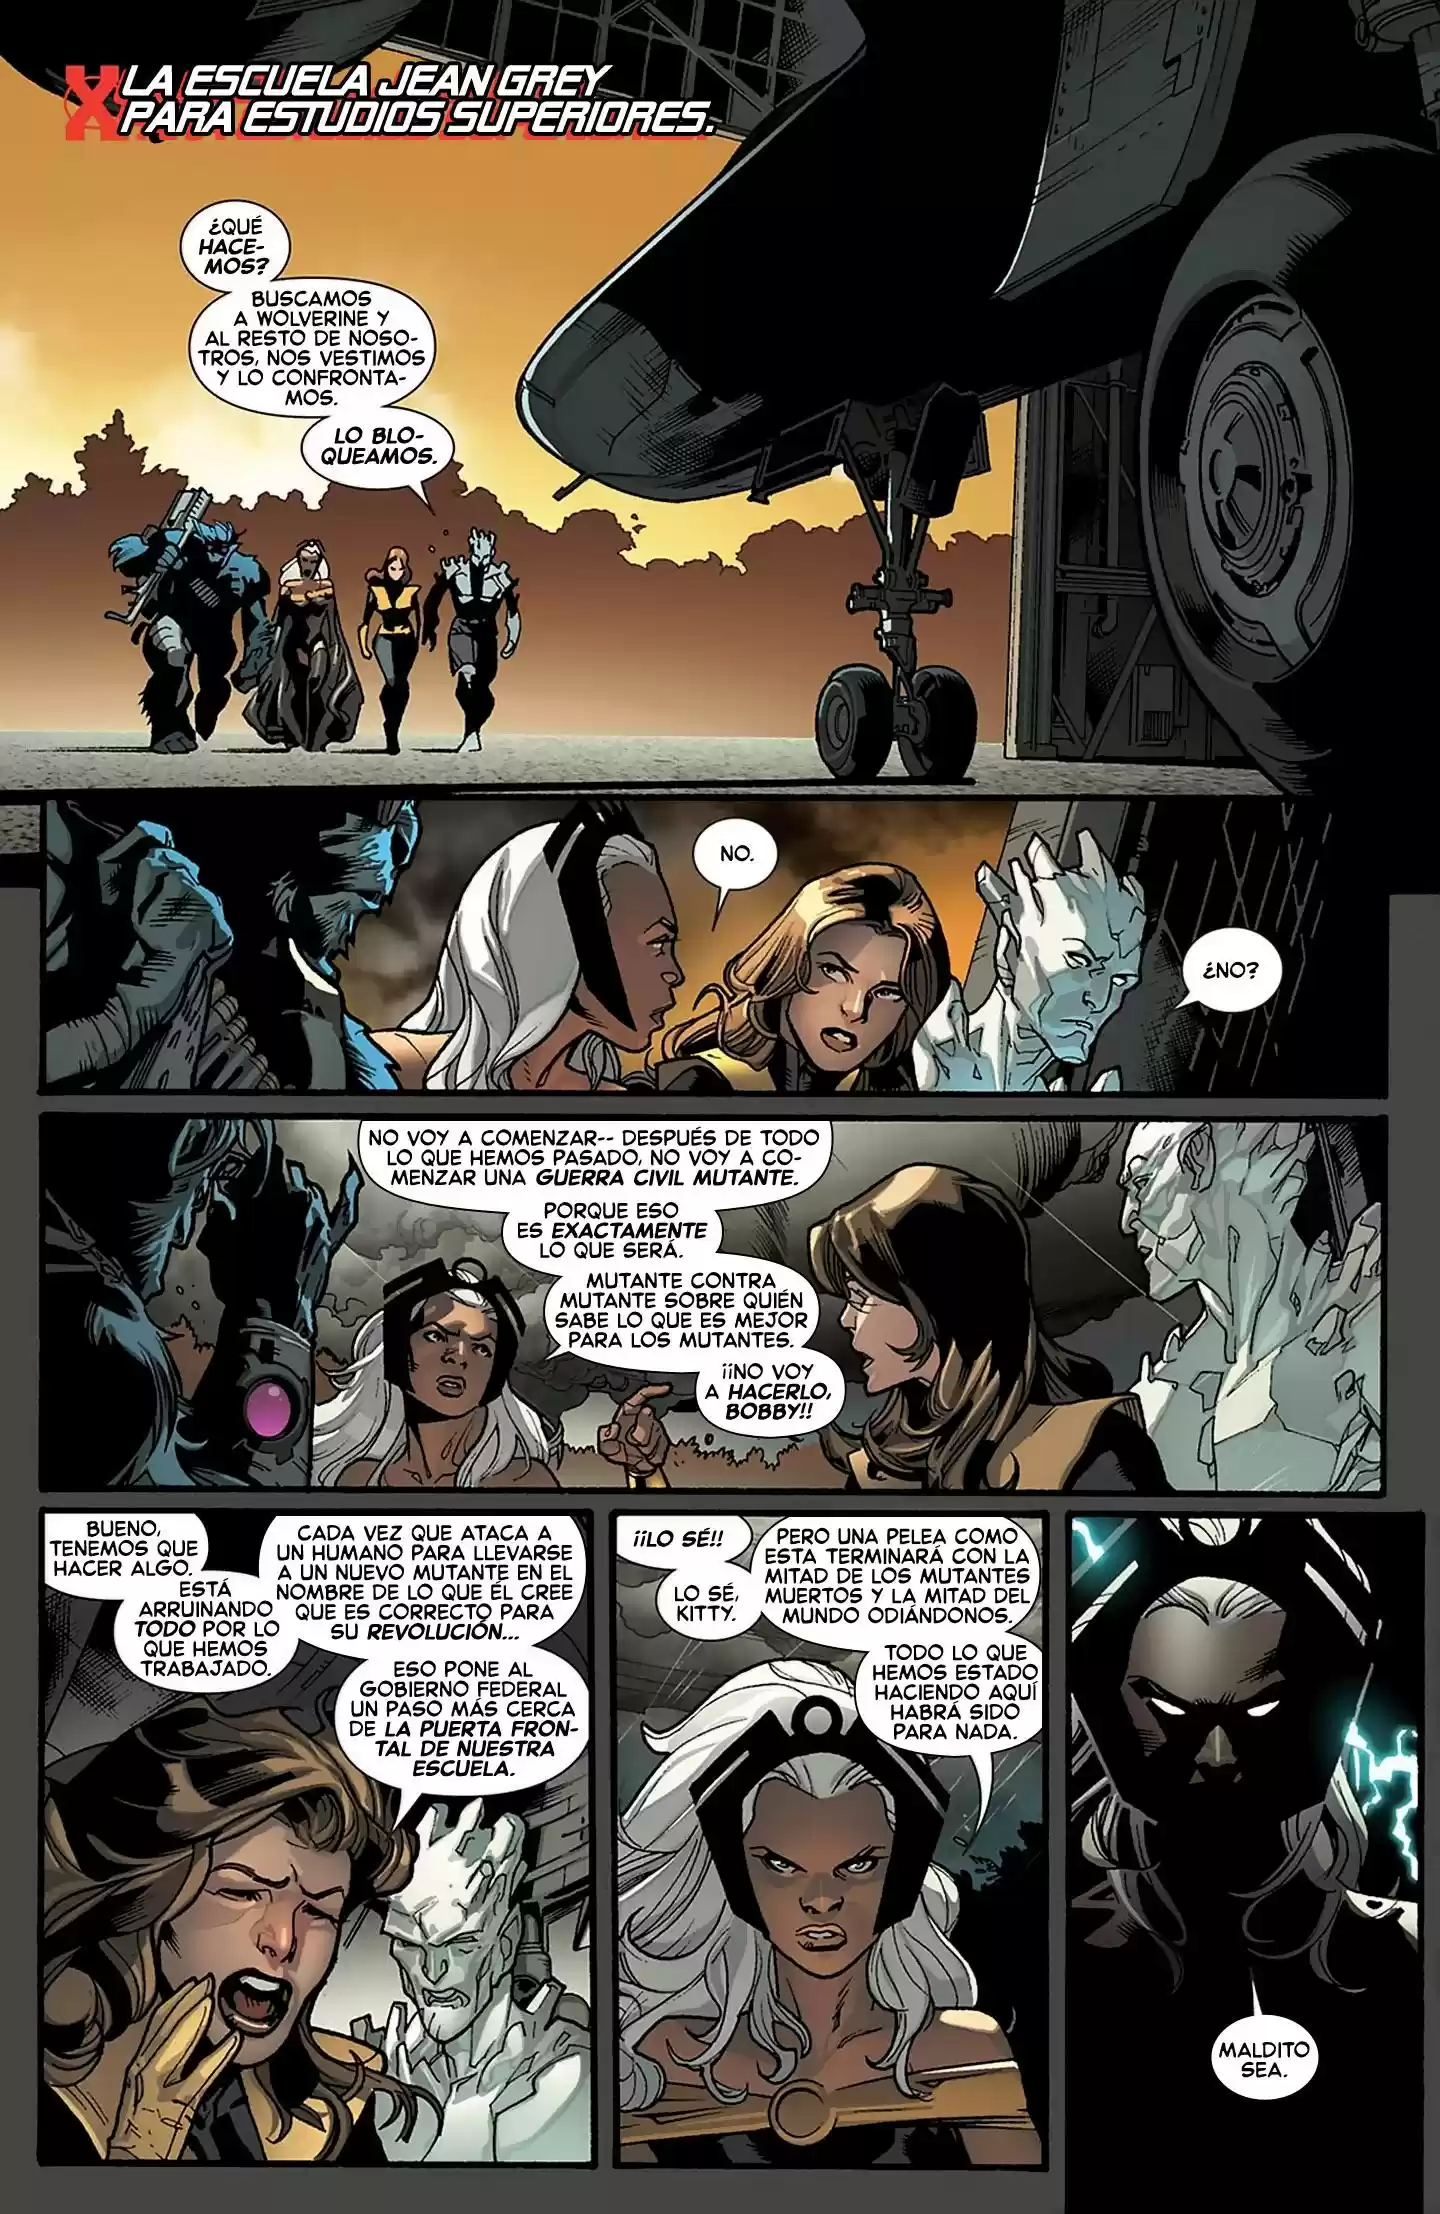 LA ESCUELA JEAN GREY
PARA ESTUDIOS SUPERIORES.
¿QUÉ
HACE-
MOS?
BUSCAMOS
A WOLVERINE Y
AL RESTO DE NOSO-
TROS, NOS VESTIMOS
Y LO CONFRONTA-
MOS.
LO BLO-
QUEAMOS.
NO.
¿NO?
NO VOY A COMENZAR-- DESPUÉS DE TODO
LO QUE HEMOS PASADO, NO VOY A CO-
MENZAR UNA GUERRA CIVIL MUTANTE.
PORQUE ESO
ES EXACTAMENTE
LO QUE SERÁ.
MUTANTE CONTRA
MUTANTE SOBRE QUIÉN
SABE LO QUE ES MEJOR
PARA LOS MUTANTES.
¡¡NO VOY
A HACERLO,
BOBBY!!
BUENO,
TENEMOS QUE
HACER ALGO.
ESTÁ
ARRUINANDO
TODO POR LO
QUE HEMOS
TRABAJADO.
CADA VEZ QUE ATACA A
UN HUMANO PARA LLEVARSE
A UN NUEVO MUTANTE EN EL
NOMBRE DE LO QUE ÉL CREE
QUE ES CORRECTO PARA
SU REVOLUCIÓN...
ESO PONE AL
GOBIERNO FEDERAL
UN PASO MÁS CERCA
DE LA PUERTA FRON-
TAL DE NUESTRA
ESCUELA.
¡¡LO SÉ!!
LO SÉ,
KITTY.
PERO UNA PELEA COMO
ESTA TERMINARÁ CON LA
MITAD DE LOS MUTANTES
MUERTOS Y LA MITAD DEL
MUNDO ODIÁNDONOS.
TODO LO QUE
HEMOS ESTADO
HACIENDO AQUÍ
HABRÁ SIDO
PARA NADA.
MALDITO
SEA.